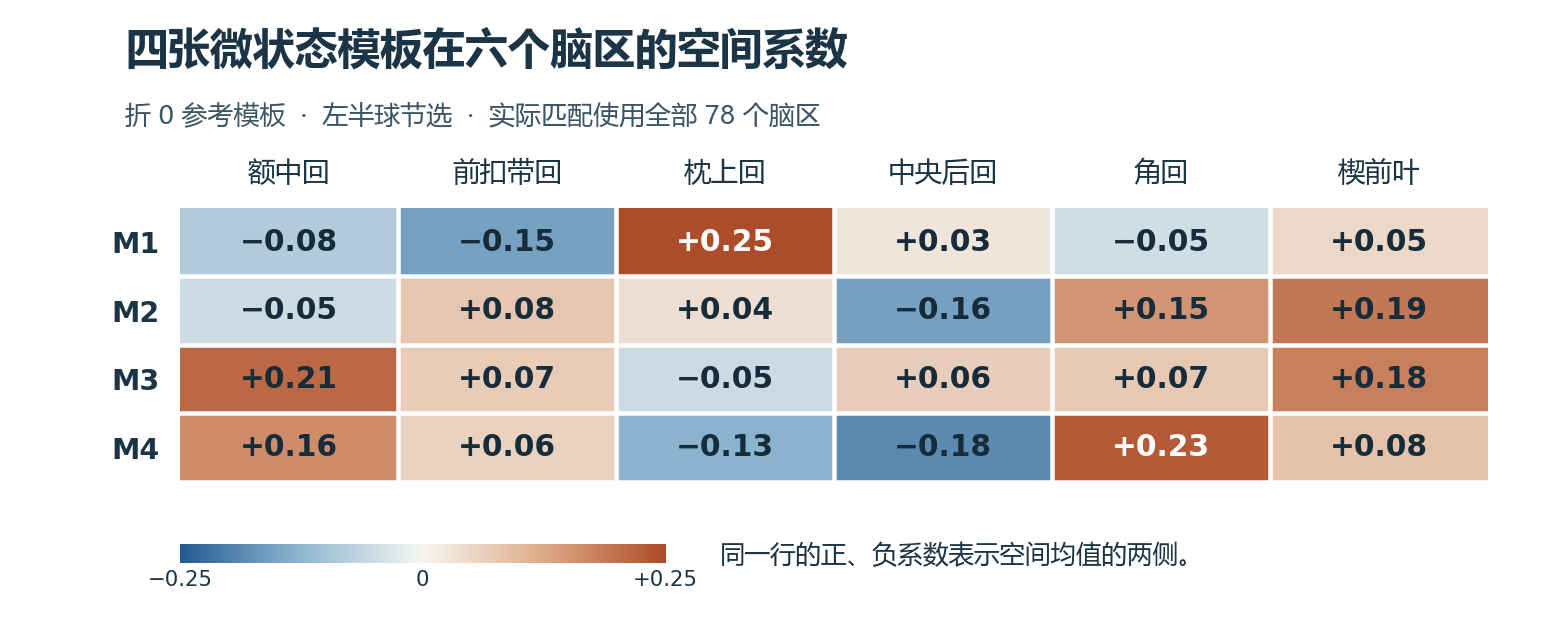 四张微状态模板在六个脑区的空间系数
折 0 参考模板 · 左半球节选 · 实际匹配使用全部 78 个脑区
额中回 前扣带回 枕上回 中央后回 角回 楔前叶
M1 −0.08 −0.15 +0.25 +0.03 −0.05 +0.05
M2 −0.05 +0.08 +0.04 −0.16 +0.15 +0.19
M3 +0.21 +0.07 −0.05 +0.06 +0.07 +0.18
M4 +0.16 +0.06 −0.13 −0.18 +0.23 +0.08
同一行的正、负系数表示空间均值的两侧。
−0.25 0 +0.25